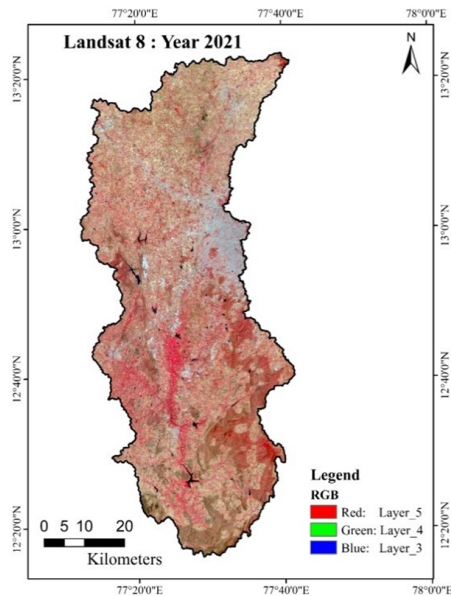 77°20'0"E 77°40'0"E 78°0'0"E
Landsat 8 : Year 2021
N
13°20'0"N 13°20'0"N
13°0'0"N 13°0'0"N
12°40'0"N 12°40'0"N
12°20'0"N 12°20'0"N
Legend
RGB
Red: Layer_5
Green: Layer_4
Blue: Layer_3
0 5 10 20
Kilometers
77°20'0"E 77°40'0"E 78°0'0"E